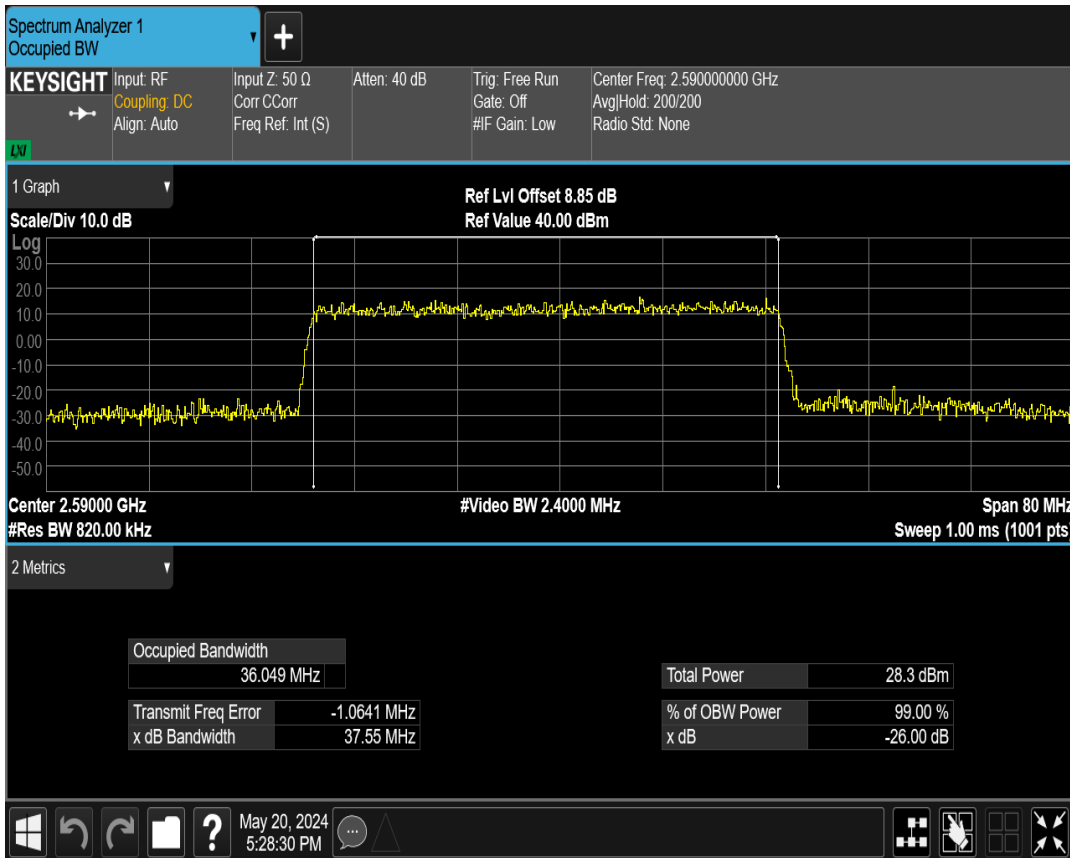 Spectrum Analyzer 1
Occupied BW
KEYSIGHT
LXI
Input: RF
Coupling: DC
Align: Auto
Input Z: 50 Ω
Corr CCorr
Freq Ref: Int (S)
Atten: 40 dB
Trig: Free Run
Gate: Off
#IF Gain: Low
Center Freq: 2.590000000 GHz
Avg|Hold: 200/200
Radio Std: None
1 Graph
Scale/Div 10.0 dB
Ref Lvl Offset 8.85 dB
Ref Value 40.00 dBm
Log
30.0
20.0
10.0
0.00
-10.0
-20.0
-30.0
-40.0
-50.0
Center 2.59000 GHz
#Video BW 2.4000 MHz
Span 80 MHz
#Res BW 820.00 kHz
Sweep 1.00 ms (1001 pts)
2 Metrics
Occupied Bandwidth
36.049 MHz
Total Power 28.3 dBm
Transmit Freq Error -1.0641 MHz
% of OBW Power 99.00 %
x dB Bandwidth 37.55 MHz
x dB -26.00 dB
May 20, 2024
5:28:30 PM